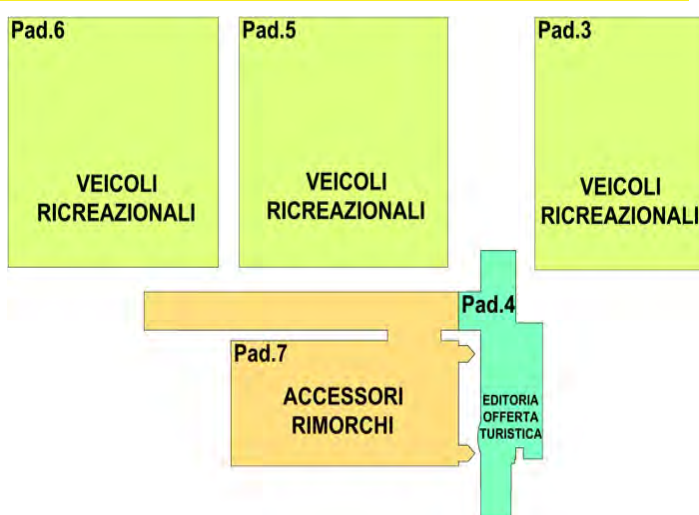 Pad.6
VEICOLI
RICREAZIONALI
Pad.5
VEICOLI
RICREAZIONALI
Pad.3
VEICOLI
RICREAZIONALI
Pad.4
EDITORIA
OFFERTA
TURISTICA
Pad.7
ACCESSORI
RIMORCHI